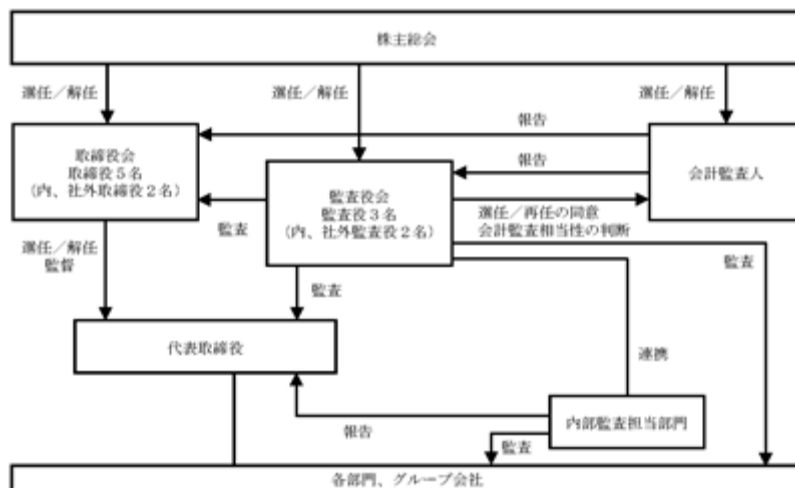 株主総会
選任／解任
選任／解任
選任／解任
報告
取締役会
取締役５名
（内、社外取締役２名）
報告
会計監査人
監査役会
監査役３名
（内、社外監査役２名）
監査
選任／再任の同意
会計監査相当性の判断
選任／解任
監督
監査
監査
代表取締役
連携
報告
内部監査担当部門
監査
各部門、グループ会社